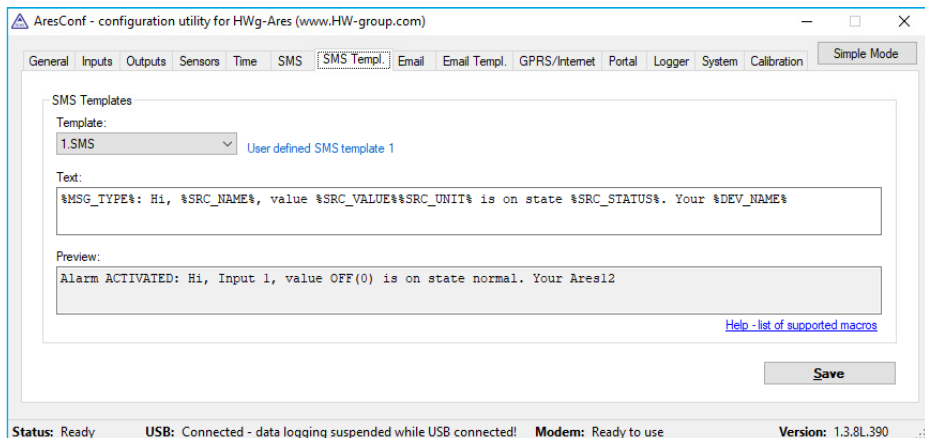 AresConf - configuration utility for HWg-Ares (www.HW-group.com)
Simple Mode
General Inputs Outputs Sensors Time SMS SMS Templ. Email Email Templ. GPRS/Internet Portal Logger System Calibration
SMS Templates
Template:
1.SMS User defined SMS template 1
Text:
%MSG_TYPE%: Hi, %SRC_NAME%, value %SRC_VALUE%%SRC_UNIT% is on state %SRC_STATUS%. Your %DEV_NAME%
Preview:
Alarm ACTIVATED: Hi, Input 1, value OFF(0) is on state normal. Your Ares12
Help - list of supported macros
Save
Status: Ready USB: Connected - data logging suspended while USB connected! Modem: Ready to use Version: 1.3.8L.390